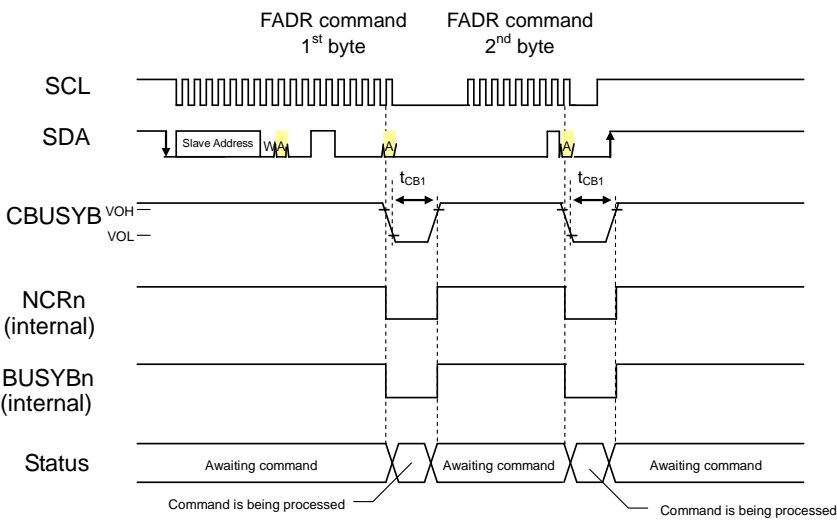 FADR command
1st byte
FADR command
2nd byte
SCL
SDA
Slave Address
W
A
A
A
tCB1
tCB1
CBUSYB
VOH
VOL
NCRn
(internal)
BUSYBn
(internal)
Status
Awaiting command
Awaiting command
Awaiting command
Command is being processed
Command is being processed